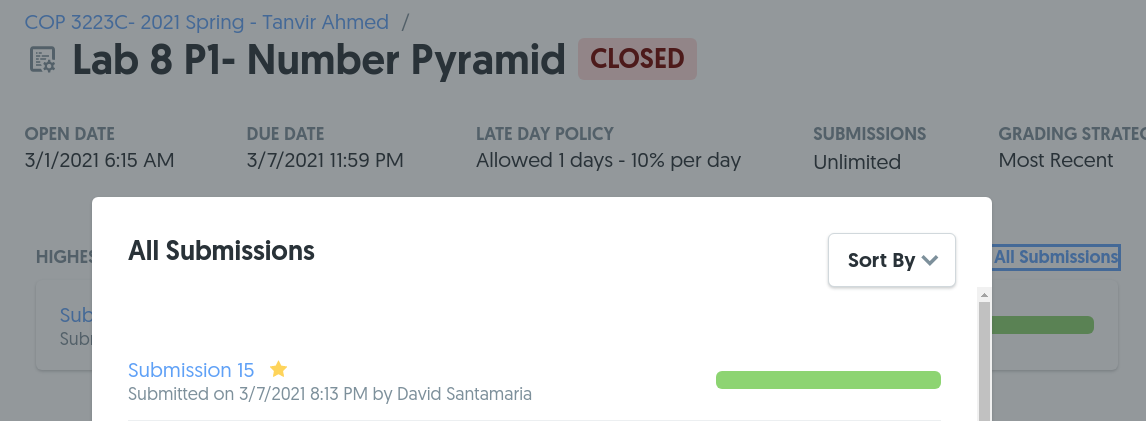 COP 3223C- 2021 Spring - Tanvir Ahmed /
Lab 8 P1- Number Pyramid CLOSED
OPEN DATE DUE DATE LATE DAY POLICY SUBMISSIONS GRADING STRATEG
3/1/2021 6:15 AM 3/7/2021 11:59 PM Allowed 1 days - 10% per day Unlimited Most Recent
All Submissions
Sort By
HIGHES
All Submissions
Sub
Subr
Submission 15
Submitted on 3/7/2021 8:13 PM by David Santamaria